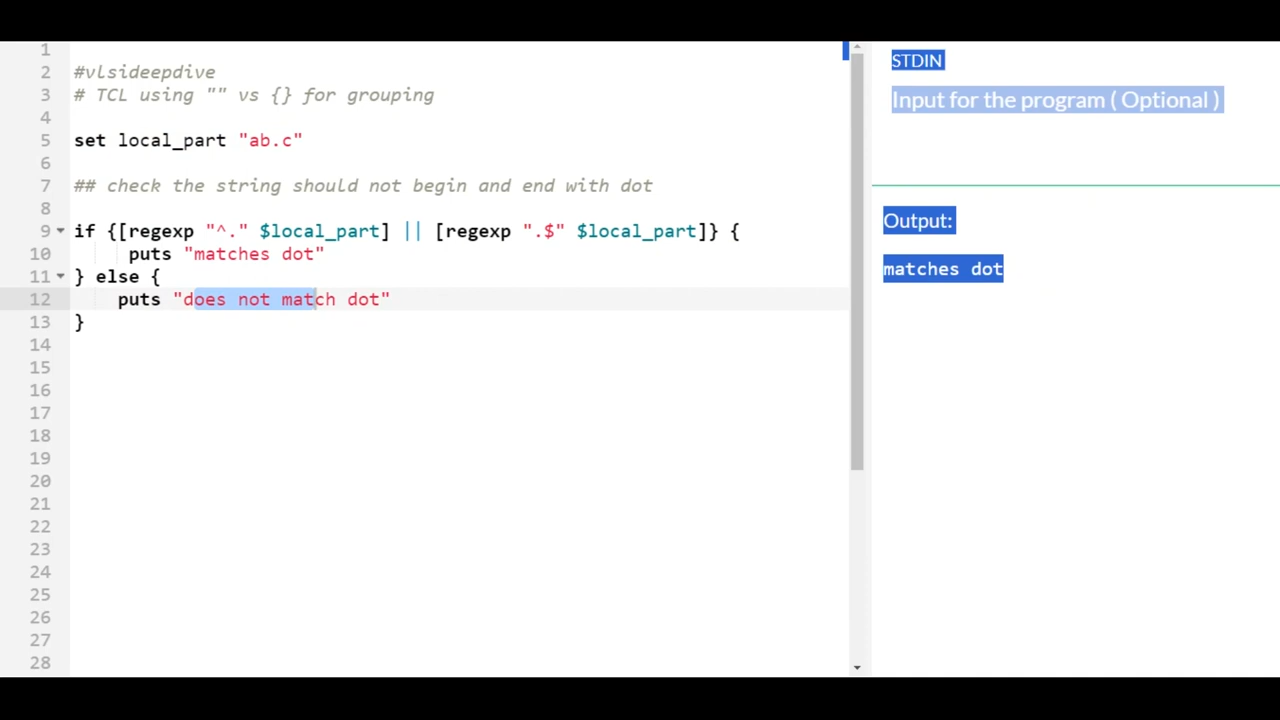 1
2 #vlsideepdive
3 # TCL using "" vs {} for grouping
4
5 set local_part "ab.c"
6
7 ## check the string should not begin and end with dot
8
9 if {[regexp "^." $local_part] || [regexp ".$" $local_part]} {
10 puts "matches dot"
11 } else {
12 puts "does not match dot"
13 }
14
15
16
17
18
19
20
21
22
23
24
25
26
27
28
STDIN
Input for the program ( Optional )
Output:
matches dot